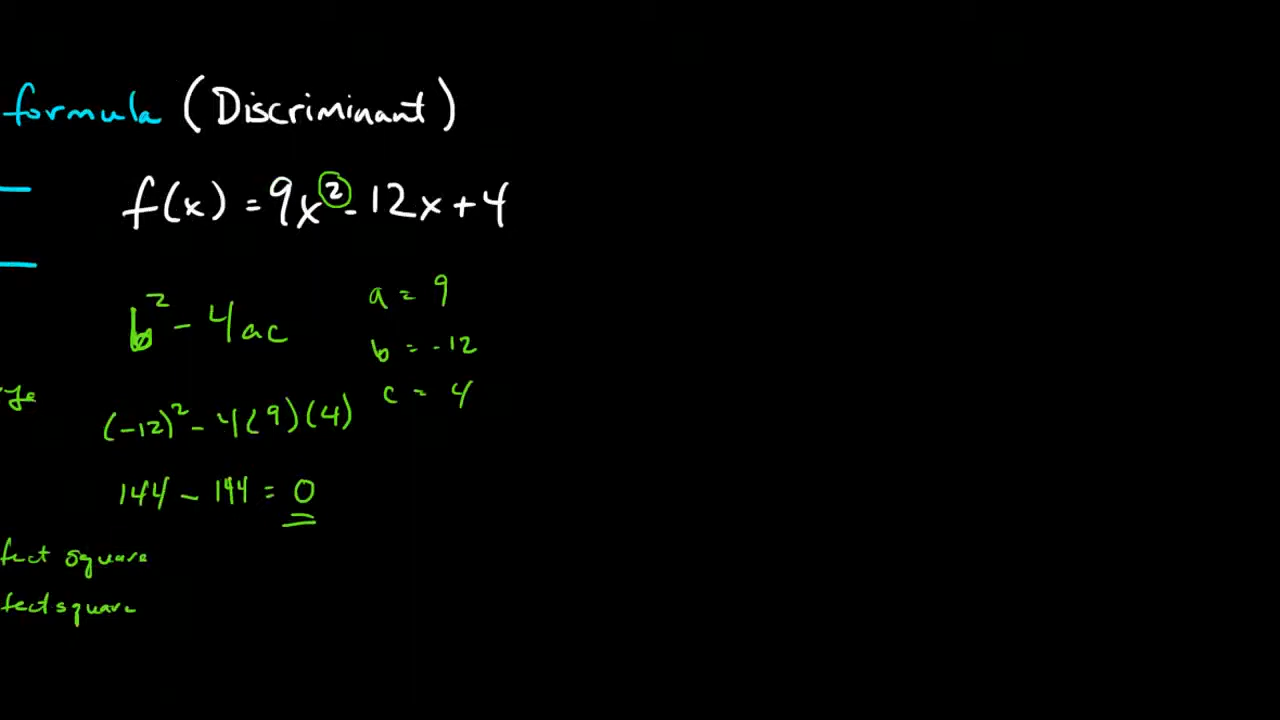 formula (Discriminant)
f(x) = 9x² - 12x + 4
b² - 4ac
a = 9
b = -12
c = 4
(-12)² - 4(9)(4)
144 - 144 = 0
fect square
fect square